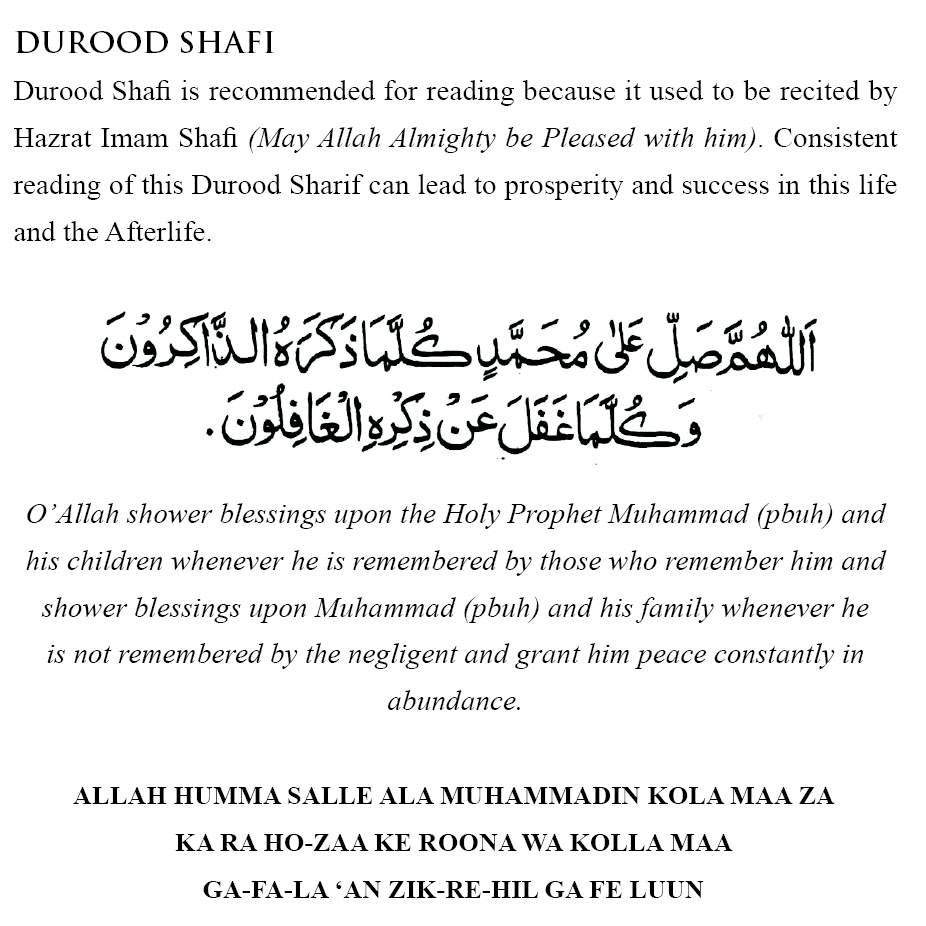 DUROOD SHAFI
Durood Shafi is recommended for reading because it used to be recited by
Hazrat Imam Shafi (May Allah Almighty be Pleased with him). Consistent
reading of this Durood Sharif can lead to prosperity and success in this life
and the Afterlife.
اَللّٰهُمَّ صَلِّ عَلٰى مُحَمَّدٍ كُلَّمَا ذَكَرَهُ الذَّاكِرُوْنَ
وَكُلَّمَا غَفَلَ عَنْ ذِكْرِهِ الْغَافِلُوْنَ.
O’Allah shower blessings upon the Holy Prophet Muhammad (pbuh) and
his children whenever he is remembered by those who remember him and
shower blessings upon Muhammad (pbuh) and his family whenever he
is not remembered by the negligent and grant him peace constantly in
abundance.
ALLAH HUMMA SALLE ALA MUHAMMADIN KOLA MAA ZA
KA RA HO-ZAA KE ROONA WA KOLLA MAA
GA-FA-LA ‘AN ZIK-RE-HIL GA FE LUUN